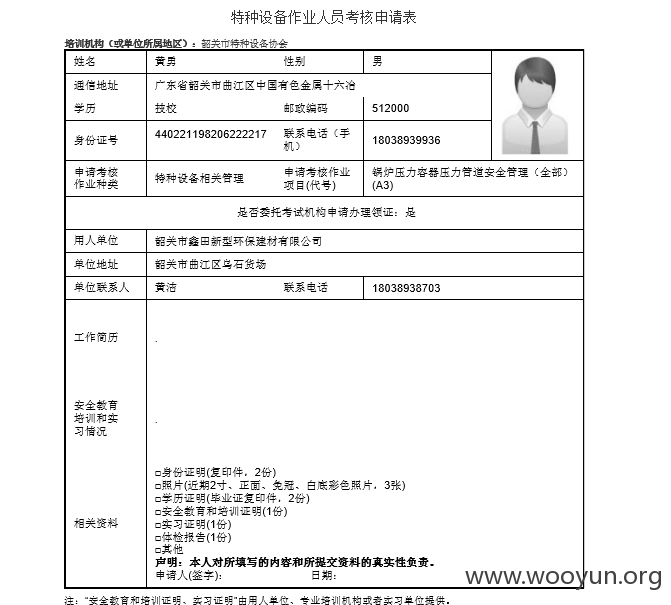 特种设备作业人员考核申请表
培训机构（或单位所属地区）：韶关市特种设备协会
姓名 黄勇 性别 男
通信地址 广东省韶关市曲江区中国有色金属十六冶
学历 技校 邮政编码 512000
身份证号 440221198206222217 联系电话（手机） 18038939936
申请考核作业种类 特种设备相关管理 申请考核作业项目(代号) 锅炉压力容器压力管道安全管理（全部）(A3)
是否委托考试机构申请办理领证：是
用人单位 韶关市鑫田新型环保建材有限公司
单位地址 韶关市曲江区乌石货场
单位联系人 黄洁 联系电话 18038938703
工作简历 .
安全教育培训和实习情况 .
相关资料
□身份证明(复印件，2份)
□照片(近期2寸、正面、免冠、白底彩色照片，3张)
□学历证明(毕业证复印件，2份)
□安全教育和培训证明(1份)
□实习证明(1份)
□体检报告(1份)
□其他
声明：本人对所填写的内容和所提交资料的真实性负责。
申请人(签字)： 日期：
注：“安全教育和培训证明、实习证明”由用人单位、专业培训机构或者实习单位提供。
www.wooyun.org